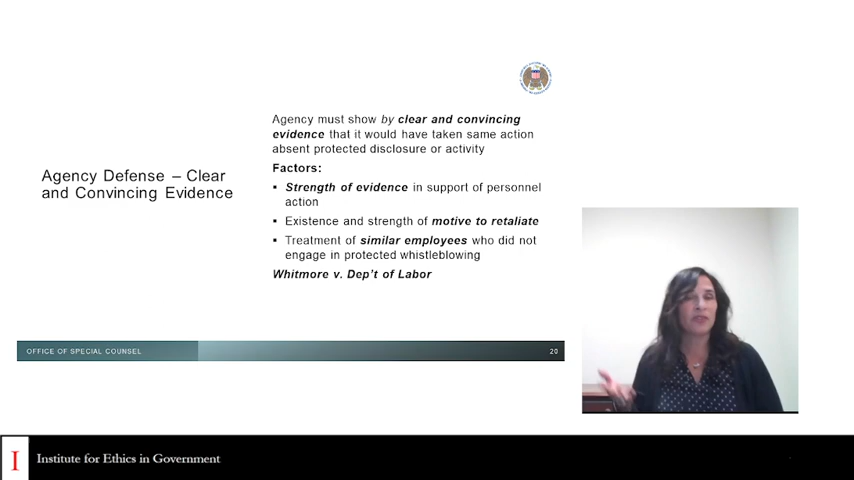 Agency Defense – Clear
and Convincing Evidence
Agency must show by clear and convincing
evidence that it would have taken same action
absent protected disclosure or activity
Factors:
▪ Strength of evidence in support of personnel
action
▪ Existence and strength of motive to retaliate
▪ Treatment of similar employees who did not
engage in protected whistleblowing
Whitmore v. Dep't of Labor
OFFICE OF SPECIAL COUNSEL
20
I
Institute for Ethics in Government